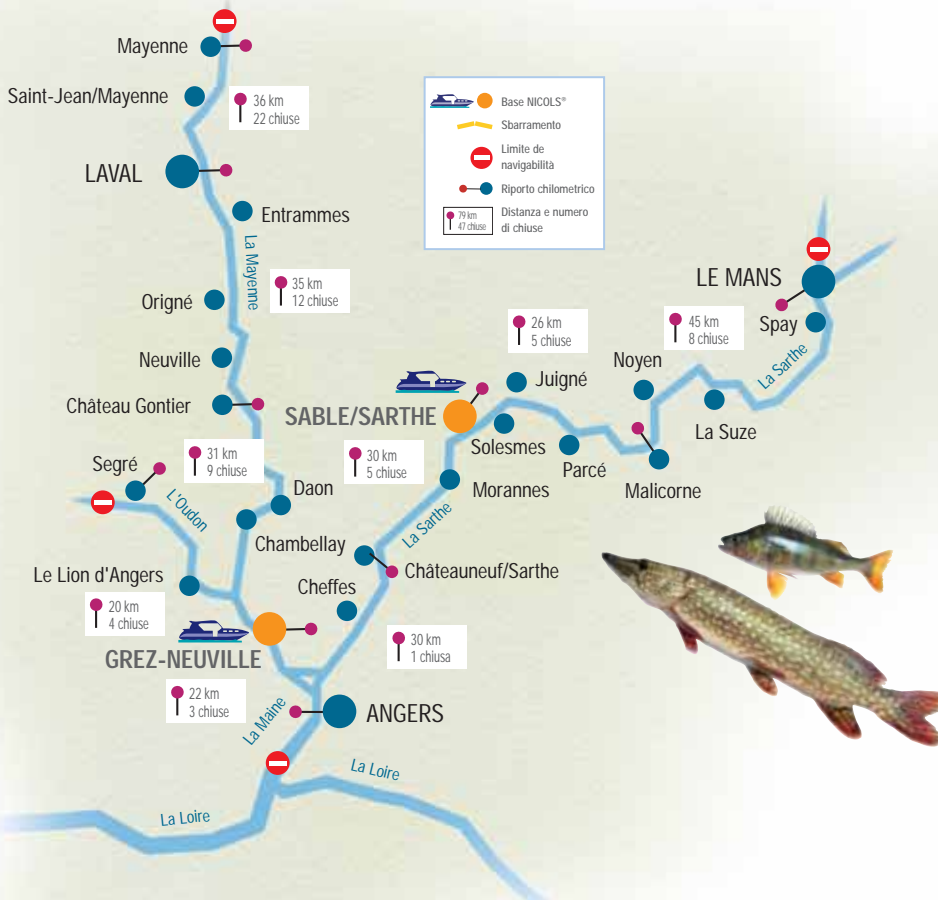 Mayenne
Saint-Jean/Mayenne
36 km
22 chiuse
LAVAL
Entrammes
La Mayenne
35 km
12 chiuse
Origné
Neuville
Château Gontier
31 km
9 chiuse
Segré
L'Oudon
Daon
Chambellay
Le Lion d'Angers
20 km
4 chiuse
GREZ-NEUVILLE
22 km
3 chiuse
La Maine
ANGERS
La Loire
La Loire
Base NICOLS®
Sbarramento
Limite de
navigabilità
Riporto chilometrico
79 km
47 chiuse
Distanza e numero
di chiuse
LE MANS
Spay
La Sarthe
45 km
8 chiuse
26 km
5 chiuse
Noyen
Juigné
SABLE/SARTHE
Solesmes
La Suze
Parcé
Malicorne
30 km
5 chiuse
Morannes
La Sarthe
Châteauneuf/Sarthe
Cheffes
30 km
1 chiusa